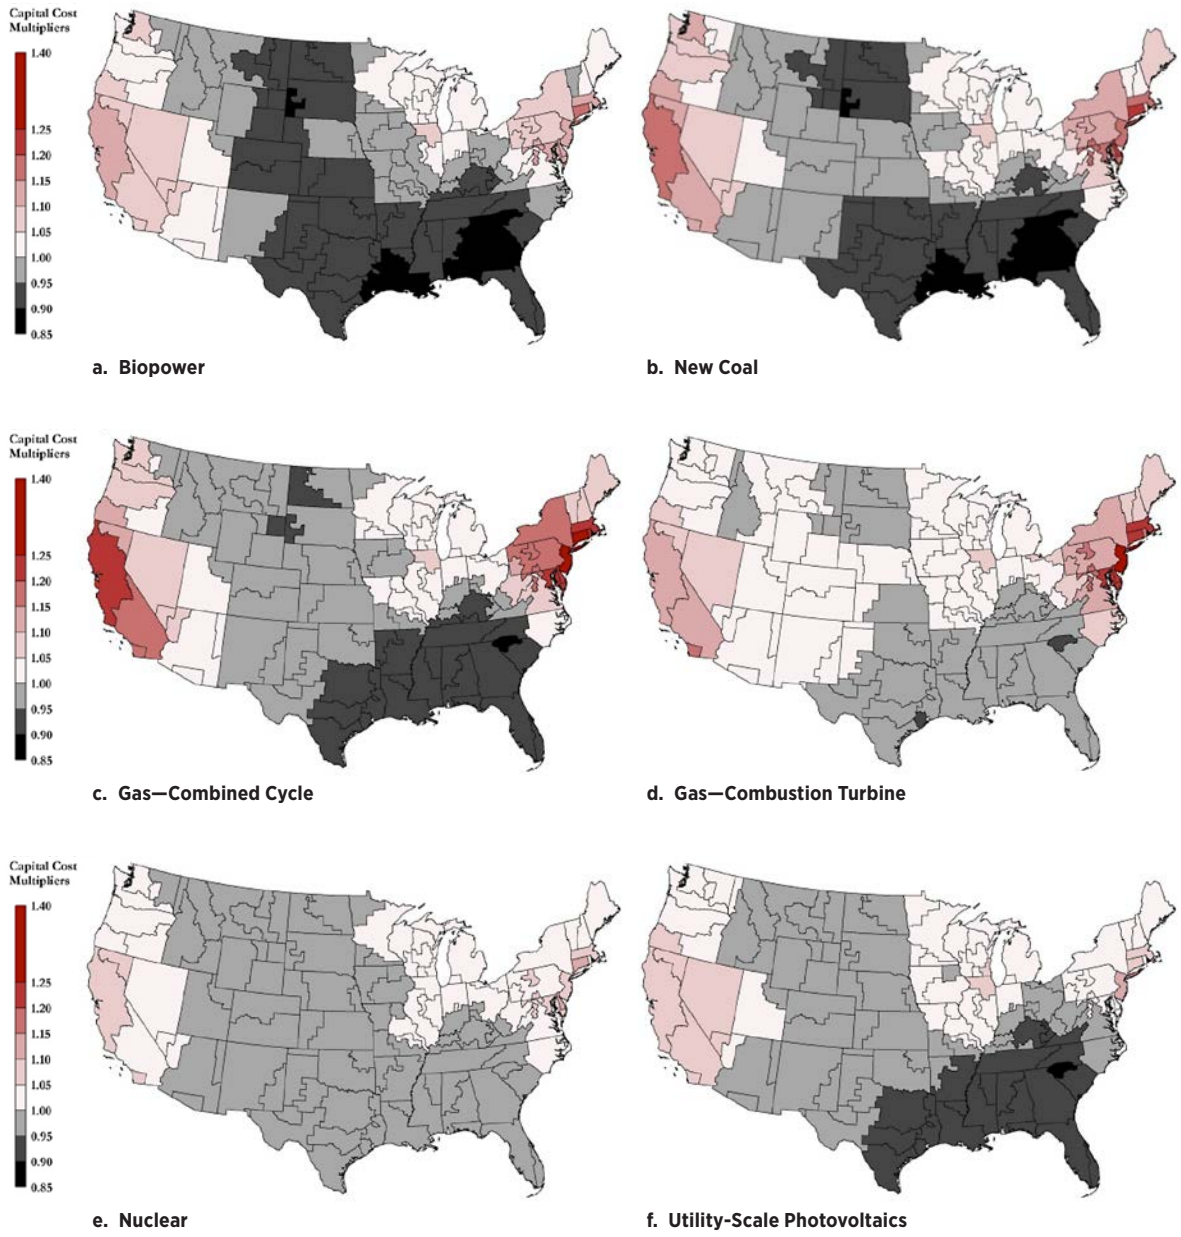 Capital Cost
Multipliers
1.40
1.25
1.20
1.15
1.10
1.05
1.00
0.95
0.90
0.85
a. Biopower
b. New Coal
Capital Cost
Multipliers
1.40
1.25
1.20
1.15
1.10
1.05
1.00
0.95
0.90
0.85
c. Gas—Combined Cycle
d. Gas—Combustion Turbine
Capital Cost
Multipliers
1.40
1.25
1.20
1.15
1.10
1.05
1.00
0.95
0.90
0.85
e. Nuclear
f. Utility-Scale Photovoltaics